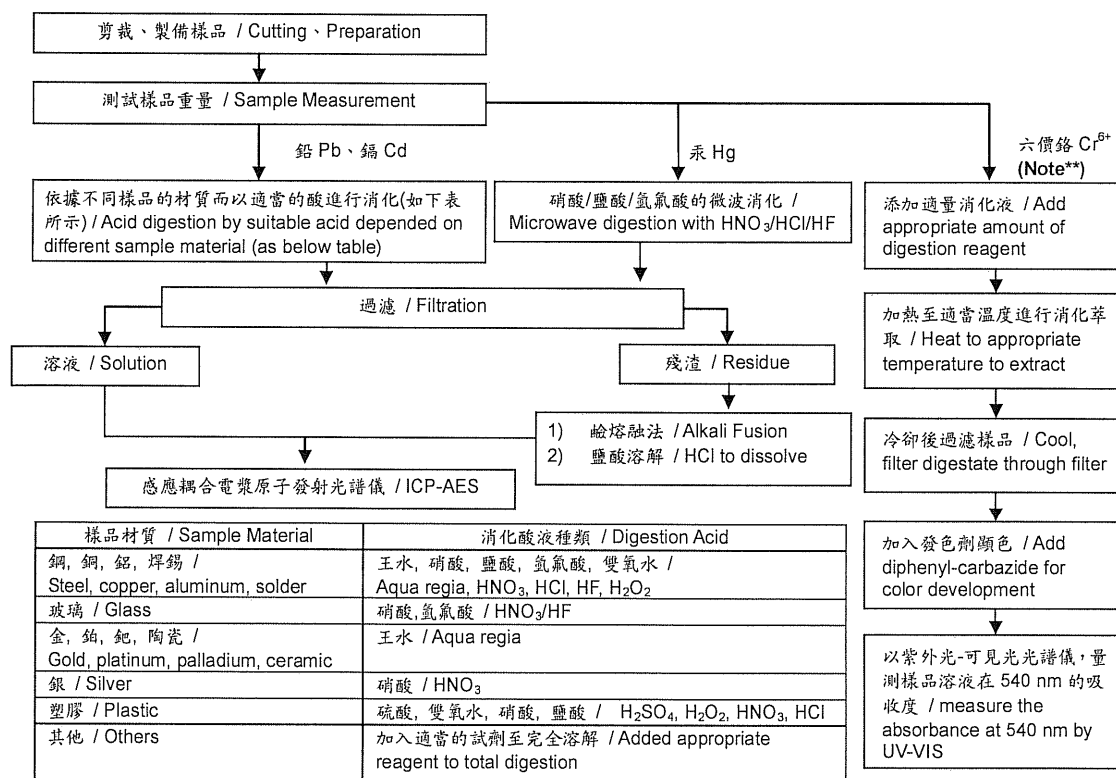 剪裁、製備樣品 / Cutting、Preparation
測試樣品重量 / Sample Measurement
鉛 Pb、鎘 Cd
汞 Hg
六價鉻 Cr⁶⁺
(Note**)
依據不同樣品的材質而以適當的酸進行消化(如下表
所示) / Acid digestion by suitable acid depended on
different sample material (as below table)
硝酸/鹽酸/氫氟酸的微波消化 /
Microwave digestion with HNO₃/HCl/HF
添加適量消化液 / Add
appropriate amount of
digestion reagent
過濾 / Filtration
溶液 / Solution
殘渣 / Residue
加熱至適當溫度進行消化萃
取 / Heat to appropriate
temperature to extract
1) 鹼熔融法 / Alkali Fusion
2) 鹽酸溶解 / HCl to dissolve
冷卻後過濾樣品 / Cool,
filter digestate through filter
感應耦合電漿原子發射光譜儀 / ICP-AES
樣品材質 / Sample Material
消化酸液種類 / Digestion Acid
鋼, 銅, 鋁, 焊錫 /
Steel, copper, aluminum, solder
王水, 硝酸, 鹽酸, 氫氟酸, 雙氧水 /
Aqua regia, HNO₃, HCl, HF, H₂O₂
玻璃 / Glass
硝酸,氫氟酸 / HNO₃/HF
金, 鉑, 鈀, 陶瓷 /
Gold, platinum, palladium, ceramic
王水 / Aqua regia
銀 / Silver
硝酸 / HNO₃
塑膠 / Plastic
硫酸, 雙氧水, 硝酸, 鹽酸 / H₂SO₄, H₂O₂, HNO₃, HCl
其他 / Others
加入適當的試劑至完全溶解 / Added appropriate
reagent to total digestion
加入發色劑顯色 / Add
diphenyl-carbazide for
color development
以紫外光-可見光光譜儀，量
測樣品溶液在 540 nm 的吸
收度 / measure the
absorbance at 540 nm by
UV-VIS